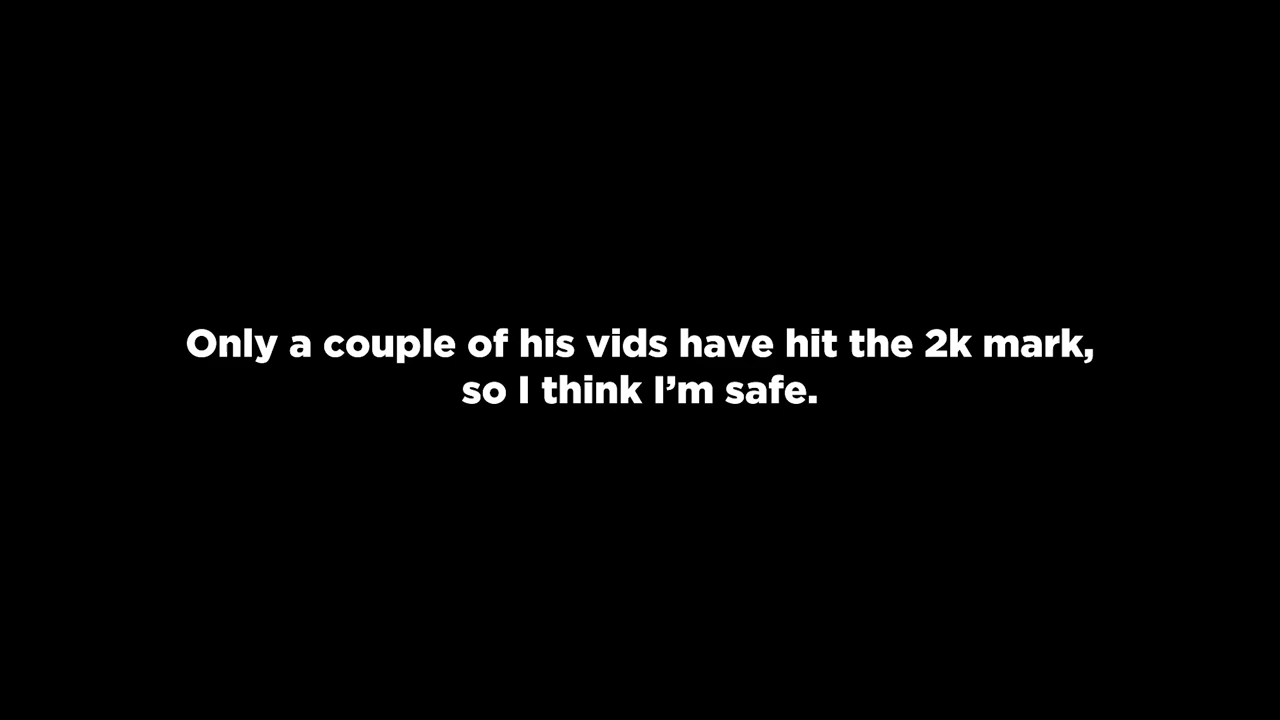 Only a couple of his vids have hit the 2k mark,
so I think I’m safe.